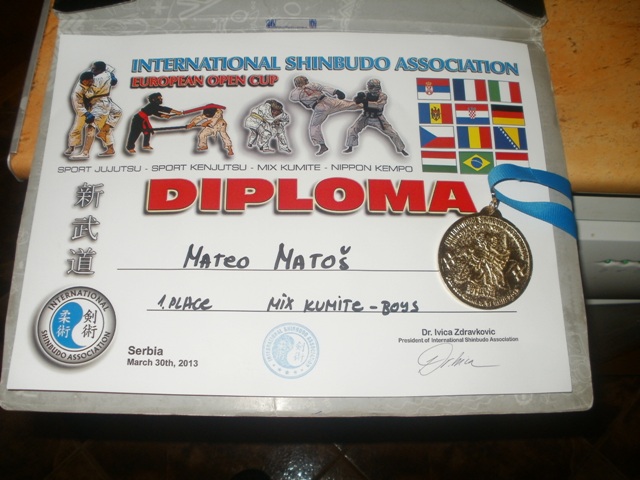 INTERNATIONAL SHINBUDO ASSOCIATION
EUROPEAN OPEN CUP
SPORT JUJUTSU - SPORT KENJUTSU - MIX KUMITE - NIPPON KEMPO
DIPLOMA
新武道
MATEO MATOŠ
1. PLACE MIX KUMITE - BOYS
INTERNATIONAL
柔術 剣術
SHINBUDO ASSOCIATION
Serbia
March 30th, 2013
Dr. Ivica Zdravkovic
President of International Shinbudo Association